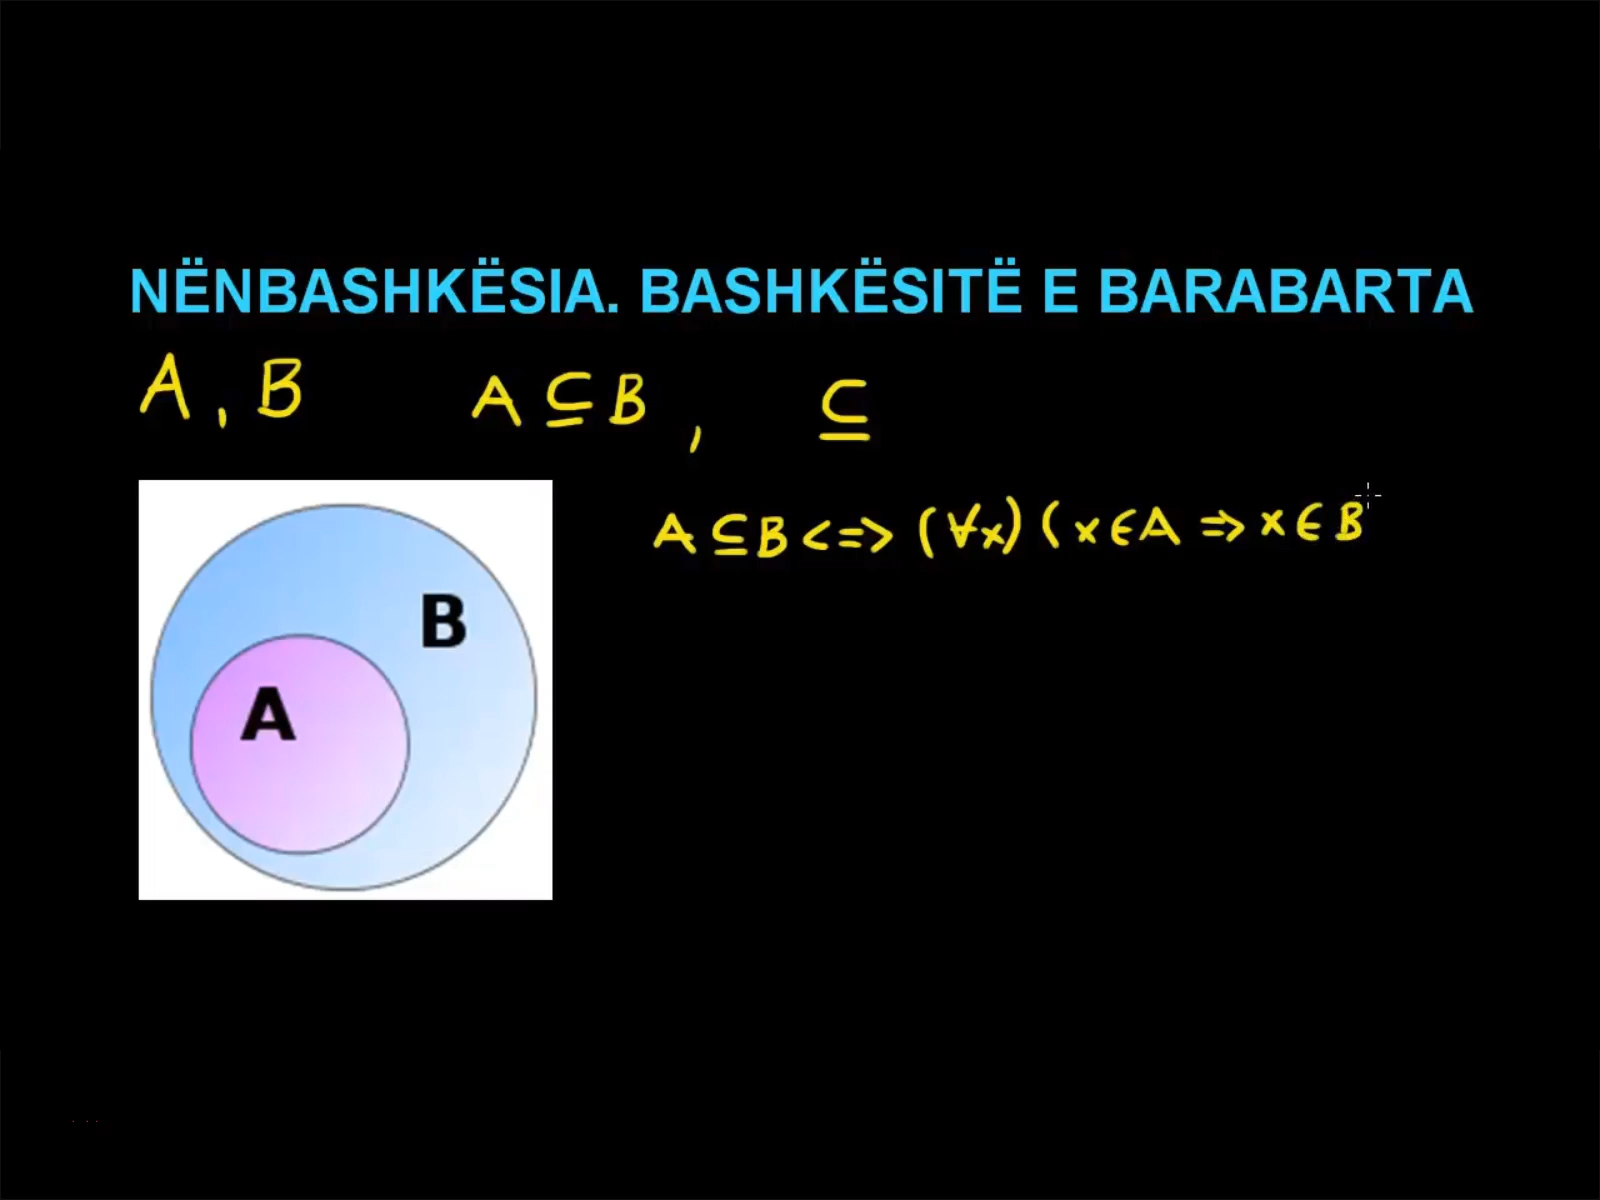 NËNBASHKËSIA. BASHKËSITË E BARABARTA
A , B A ⊆ B , ⊆
A ⊆ B <=> (∀x) ( x ∈ A => x ∈ B
B
A